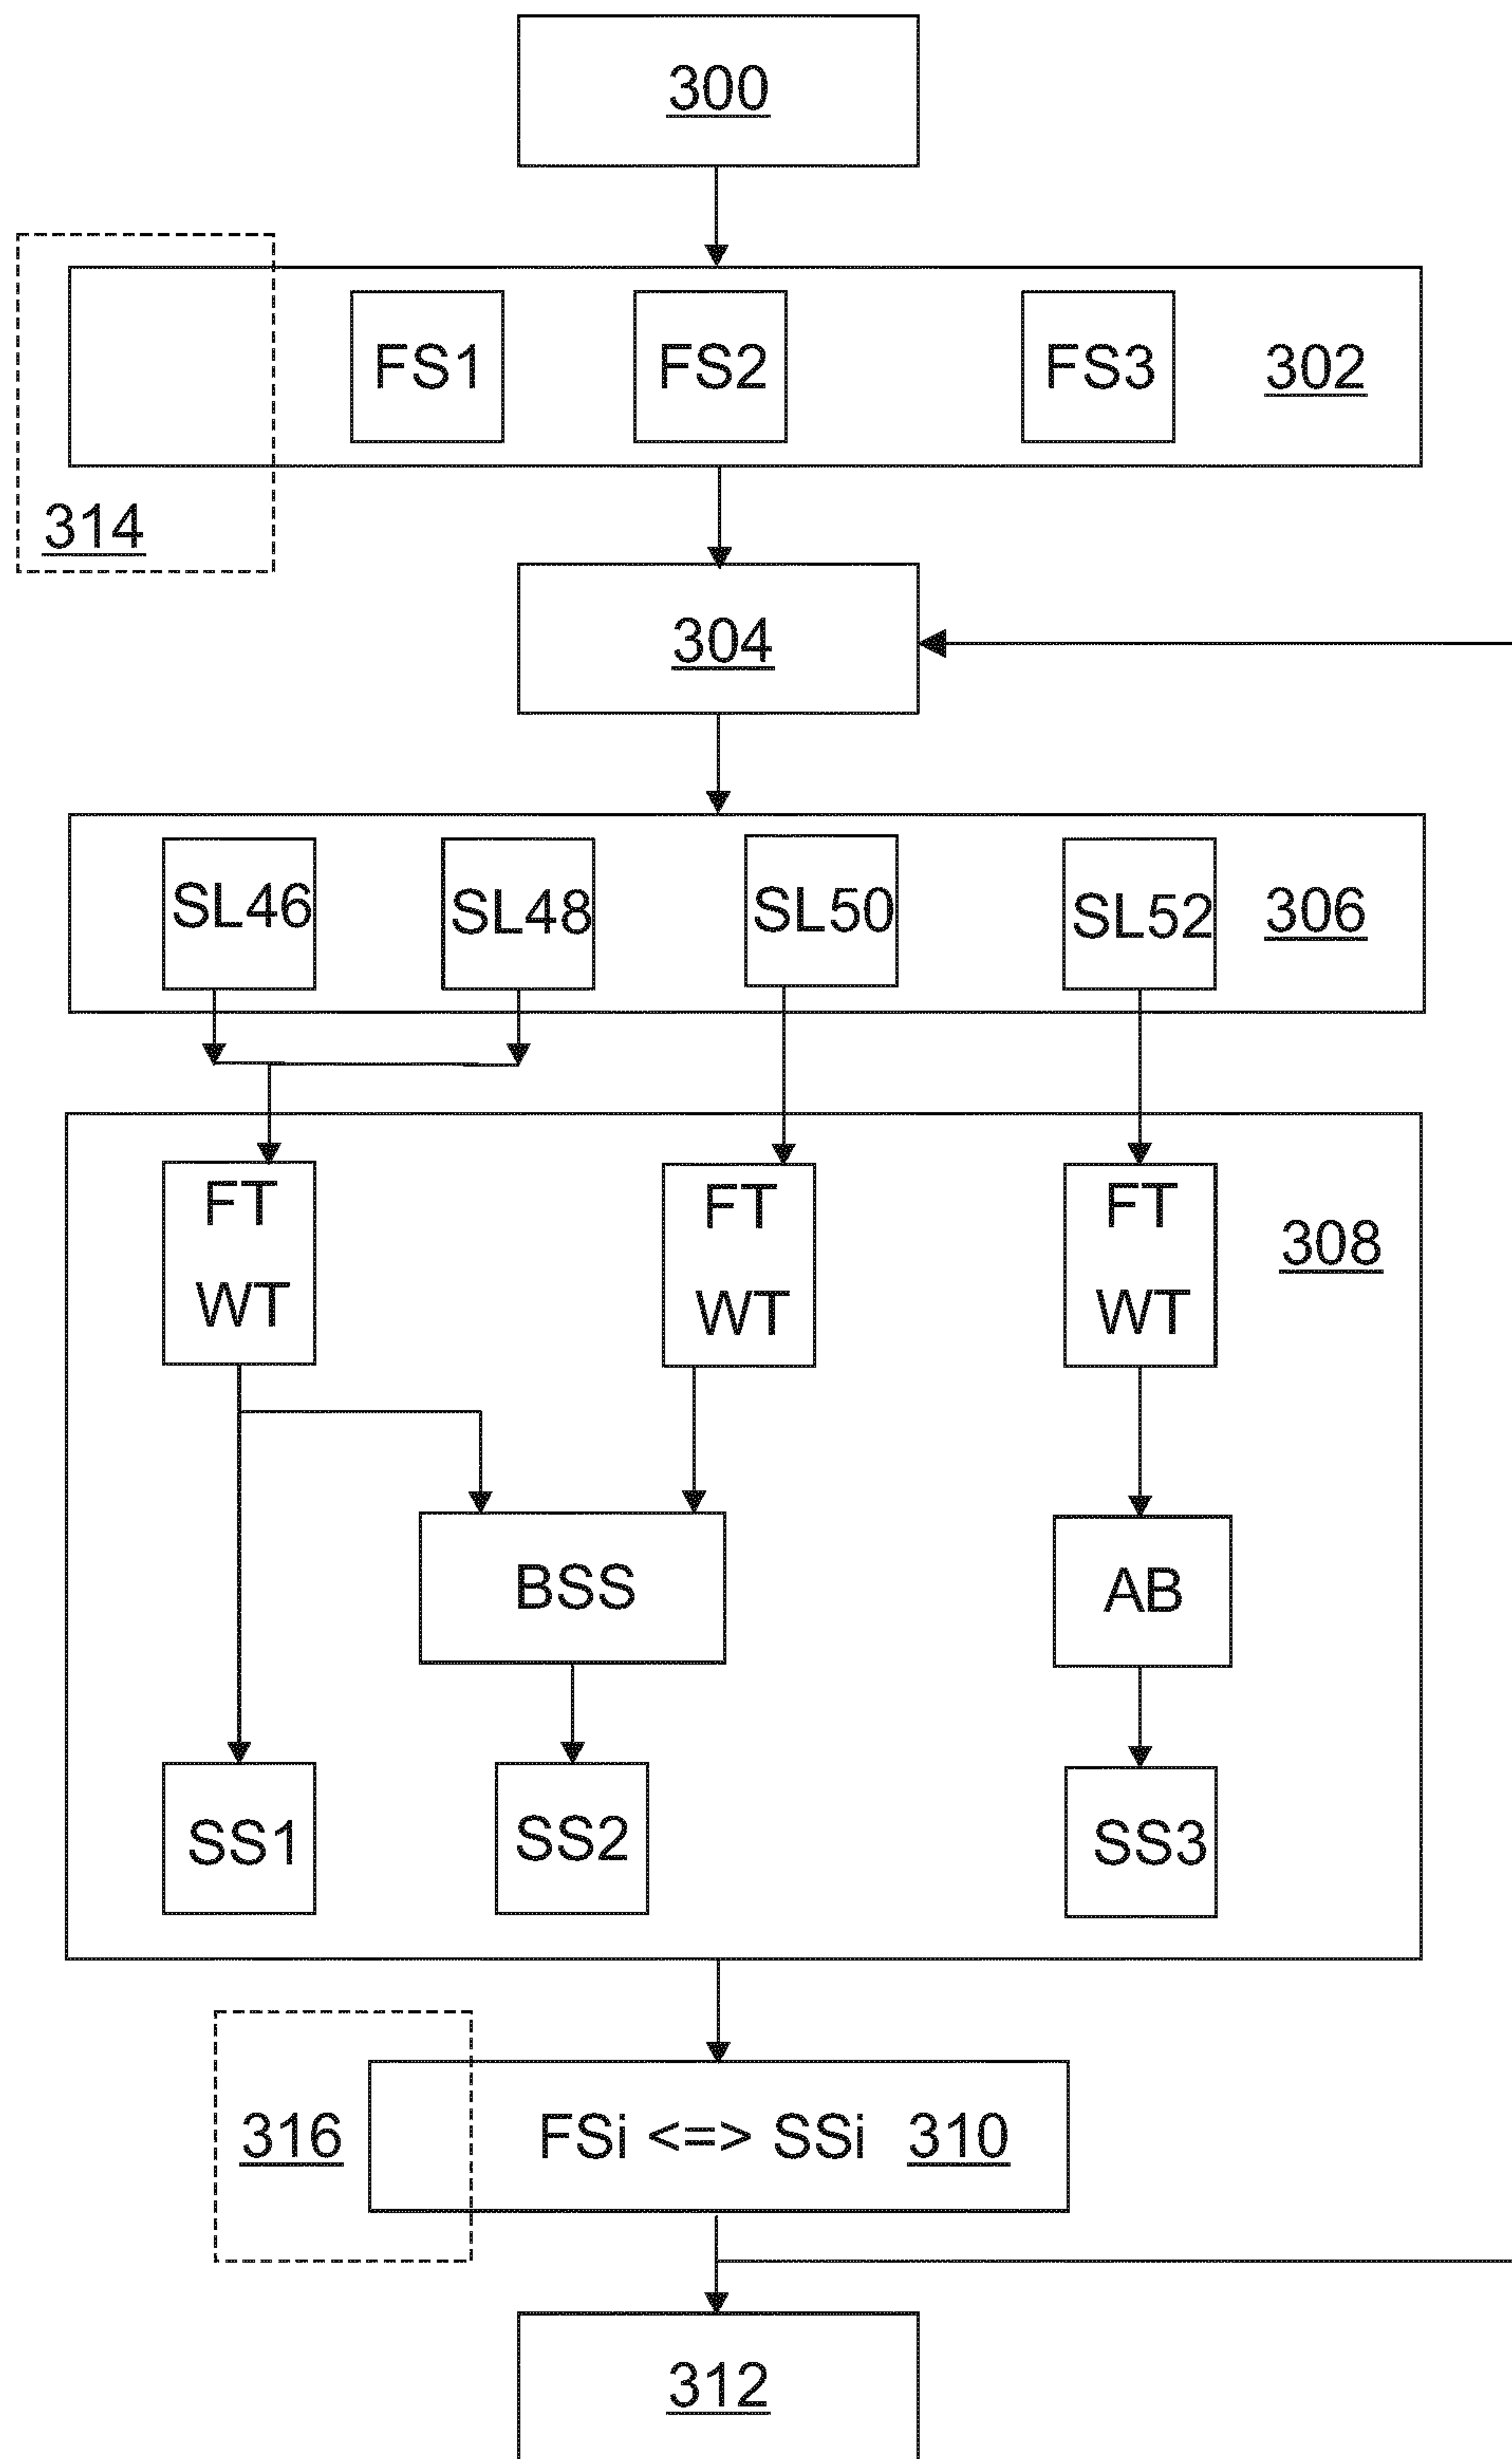 300
FS1 FS2 FS3 302
314
304
SL46 SL48 SL50 SL52 306
FT FT FT
308
WT WT WT
BSS AB
SS1 SS2 SS3
316 FSi <=> SSi 310
312